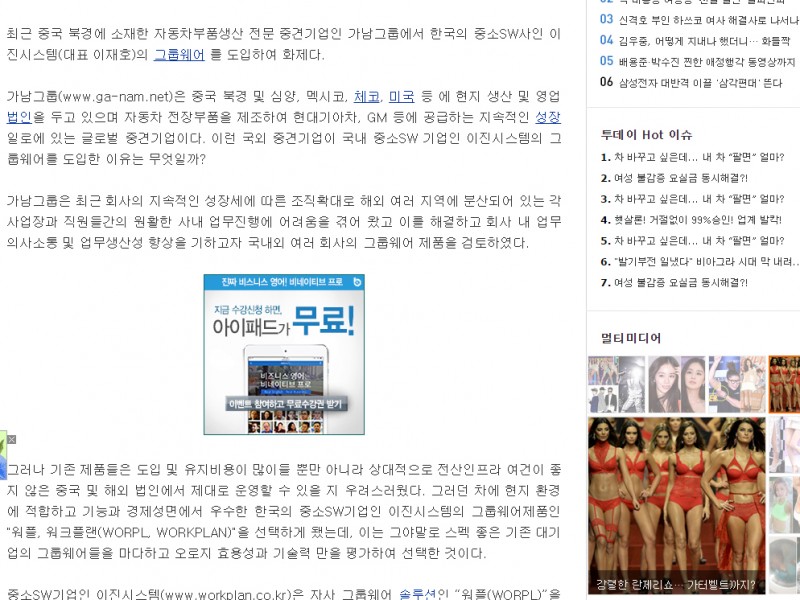 최근 중국 북경에 소재한 자동차부품생산 전문 중견기업인 가남그룹에서 한국의 중소SW사인 이
진시스템(대표 이재호)의 그룹웨어 를 도입하여 화제다.
가남그룹(www.ga-nam.net)은 중국 북경 및 심양, 멕시코, 체코, 미국 등 에 현지 생산 및 영업
법인을 두고 있으며 자동차 전장부품을 제조하여 현대기아차, GM 등에 공급하는 지속적인 성장
일로에 있는 글로벌 중견기업이다. 이런 국외 중견기업이 국내 중소SW 기업인 이진시스템의 그
룹웨어를 도입한 이유는 무엇일까?
가남그룹은 최근 회사의 지속적인 성장세에 따른 조직확대로 해외 여러 지역에 분산되어 있는 각
사업장과 직원들간의 원활한 사내 업무진행에 어려움을 겪어 왔고 이를 해결하고 회사 내 업무
의사소통 및 업무생산성 향상을 기하고자 국내외 여러 회사의 그룹웨어 제품을 검토하였다.
진짜 비스니스 영어! 비네이티브 프로
지금 수강신청 하면,
아이패드가 무료!
비즈니스 영어는
비네이티브 프로
이벤트 참여하고 무료수강권 받기
그러나 기존 제품들은 도입 및 유지비용이 많이들 뿐만 아니라 상대적으로 전산인프라 여건이 좋
지 않은 중국 및 해외 법인에서 제대로 운영할 수 있을 지 우려스러웠다. 그러던 차에 현지 환경
에 적합하고 기능과 경제성면에서 우수한 한국의 중소SW기업인 이진시스템의 그룹웨어제품인
"워플, 워크플랜(WORPL, WORKPLAN)"을 선택하게 됐는데, 이는 그야말로 스펙 좋은 기존 대기
업의 그룹웨어들을 마다하고 오로지 효용성과 기술력 만을 평가하여 선택한 것이다.
중소SW기업인 이진시스템(www.workplan.co.kr)은 자사 그룹웨어 솔루션인 "워플(WORPL)"을
03 신격호 부인 하쓰코 여사 해결사로 나서나
04 김우중, 어떻게 지내나 했더니… 화들짝
05 배용준·박수진 찐한 애정행각 동영상까지
06 삼성전자 대반격 이끌 '삼각편대' 뜬다
투데이 Hot 이슈
1. 차 바꾸고 싶은데... 내 차 "팔면" 얼마?
2. 여성 불감증 요실금 동시해결?!
3. 차 바꾸고 싶은데... 내 차 "팔면" 얼마?
4. 햇살론! 거절없이 99%승인! 업계 발칵!
5. 차 바꾸고 싶은데... 내 차 "팔면" 얼마?
6. "발기부전 일냈다" 비아그라 시대 막 내려..
7. 여성 불감증 요실금 동시해결?!
멀티미디어
강렬한 란제리쇼… 가터벨트까지?